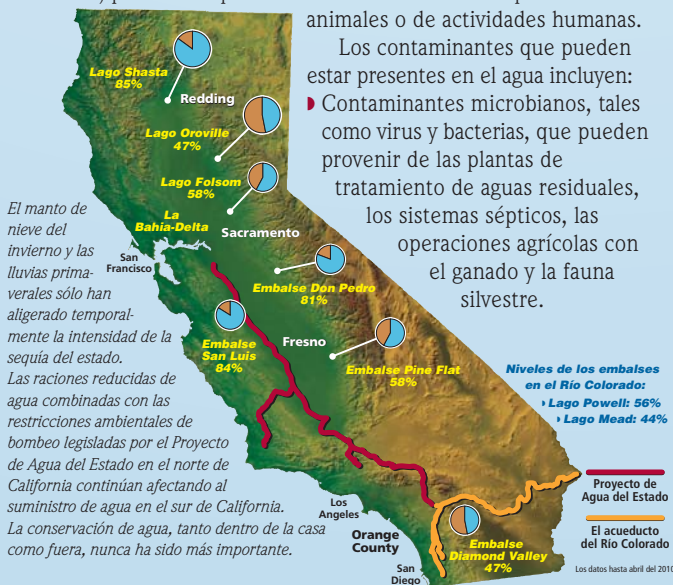 animales o de actividades humanas.
Los contaminantes que pueden
estar presentes en el agua incluyen:
Contaminantes microbianos, tales
como virus y bacterias, que pueden
provenir de las plantas de
tratamiento de aguas residuales,
los sistemas sépticos, las
operaciones agrícolas con
el ganado y la fauna
silvestre.
Lago Shasta
85%
Redding
Lago Oroville
47%
Lago Folsom
58%
La
Bahia-Delta
Sacramento
San
Francisco
Embalse Don Pedro
81%
Embalse
San Luis
84%
Fresno
Embalse Pine Flat
58%
El manto de
nieve del
invierno y las
lluvias prima-
verales sólo han
aligerado temporal-
mente la intensidad de la
sequía del estado.
Las raciones reducidas de
agua combinadas con las
restricciones ambientales de
bombeo legisladas por el Proyecto
de Agua del Estado en el norte de
California continúan afectando al
suministro de agua en el sur de California.
La conservación de agua, tanto dentro de la casa
como fuera, nunca ha sido más importante.
Niveles de los embalses
en el Río Colorado:
Lago Powell: 56%
Lago Mead: 44%
Proyecto de
Agua del Estado
El acueducto
del Río Colorado
Los
Angeles
Orange
County
San
Diego
Embalse
Diamond Valley
47%
Los datos hasta abril del 2010